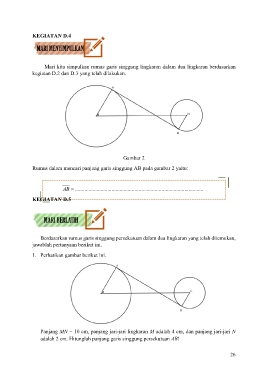 KEGIATAN D.4
MARI MENYIMPULKAN
Mari kita simpulkan rumus garis singgung lingkaran dalam dua lingkaran berdasarkan
kegiatan D.2 dan D.3 yang telah dilakukan.
Gambar 2
Rumus dalam mencari panjang garis singgung AB pada gambar 2 yaitu:
AB = ................................................................
KEGIATAN D.5
MARI BERLATIH
Berdasarkan rumus garis singgung persekutuan dalam dua lingkaran yang telah ditemukan,
jawablah pertanyaan berikut ini.
1. Perhatikan gambar berikut ini.
Panjang MN = 10 cm, panjang jari-jari lingkaran M adalah 4 cm, dan panjang jari-jari N
adalah 2 cm. Hitunglah panjang garis singgung persekutuan AB!
26